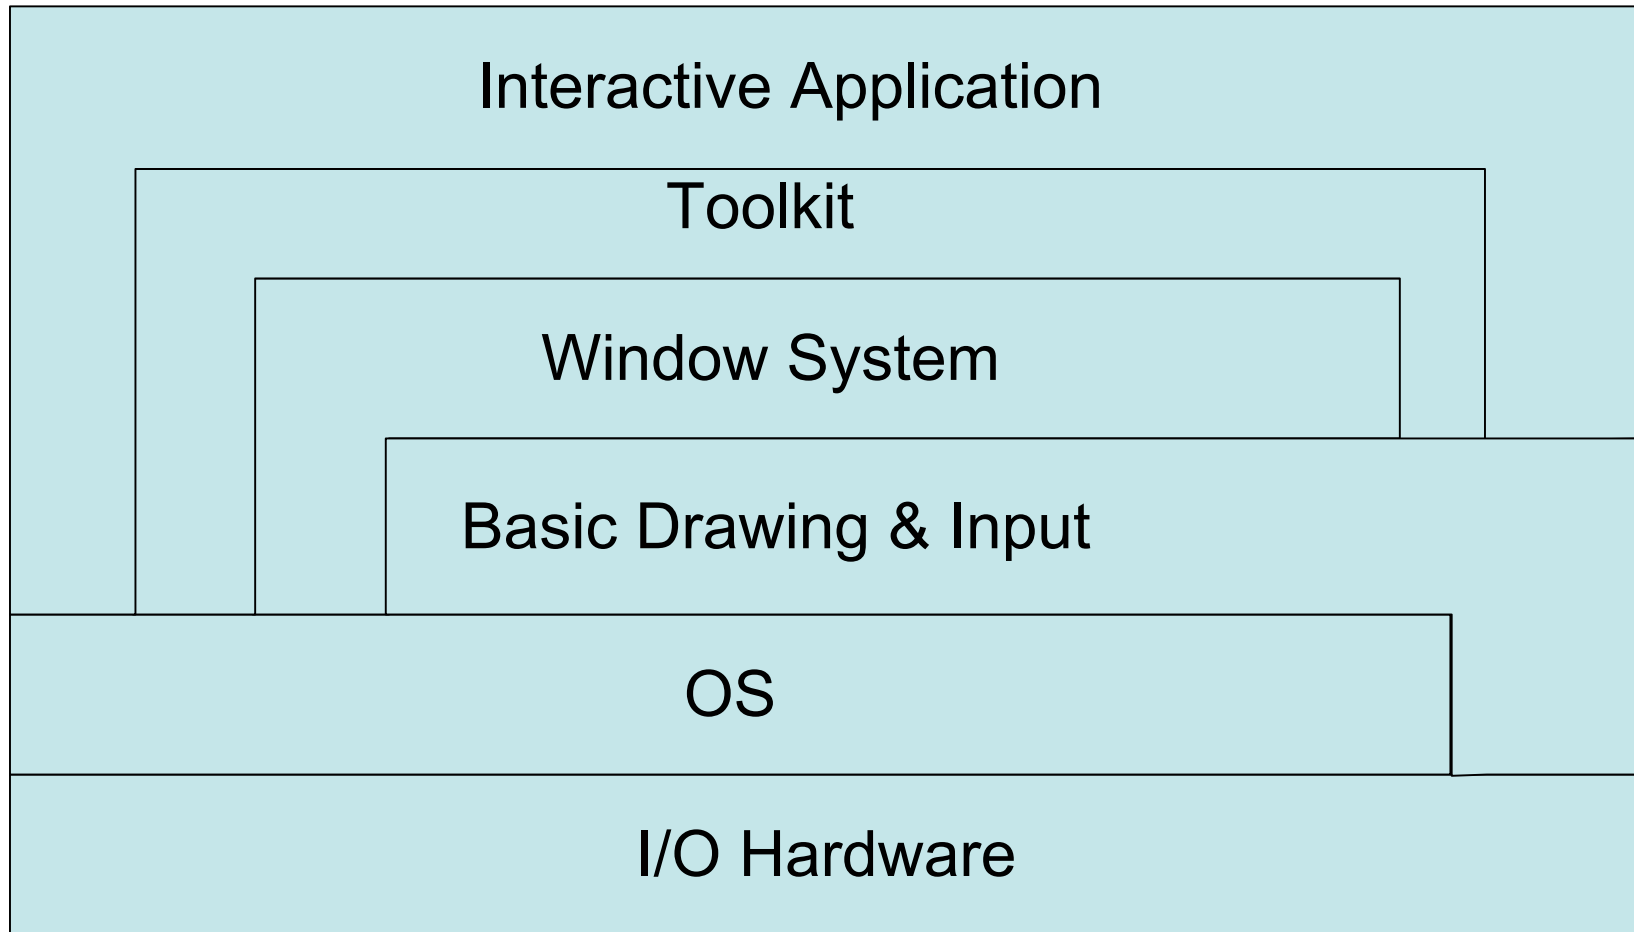 Interactive Application
Toolkit
Window System
Basic Drawing & Input
OS
I/O Hardware